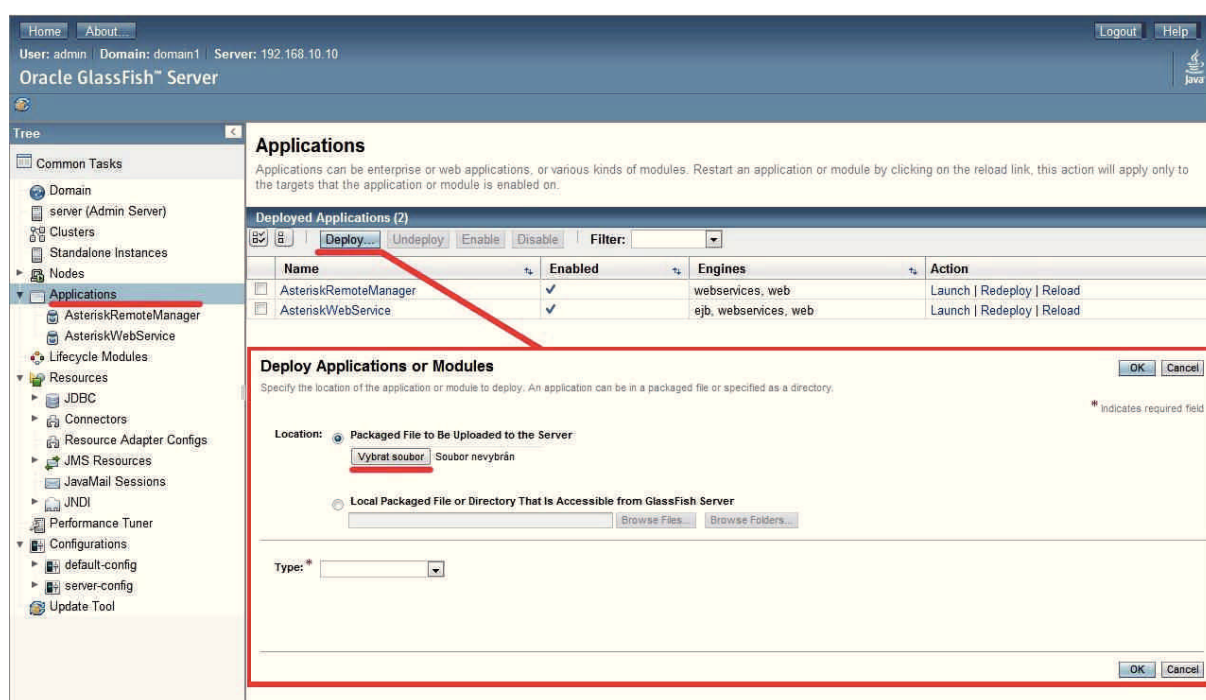 Home About...
Logout Help
User: admin Domain: domain1 Server: 192.168.10.10
Oracle GlassFish™ Server
Java
Tree
Common Tasks
Domain
server (Admin Server)
Clusters
Standalone Instances
Nodes
Applications
AsteriskRemoteManager
AsteriskWebService
Lifecycle Modules
Resources
JDBC
Connectors
Resource Adapter Configs
JMS Resources
JavaMail Sessions
JNDI
Performance Tuner
Configurations
default-config
server-config
Update Tool
Applications
Applications can be enterprise or web applications, or various kinds of modules. Restart an application or module by clicking on the reload link, this action will apply only to
the targets that the application or module is enabled on.
Deployed Applications (2)
Deploy... Undeploy Enable Disable Filter:
Name Enabled Engines Action
AsteriskRemoteManager webservices, web Launch | Redeploy | Reload
AsteriskWebService ejb, webservices, web Launch | Redeploy | Reload
Deploy Applications or Modules
OK Cancel
Specify the location of the application or module to deploy. An application can be in a packaged file or specified as a directory.
* Indicates required field
Location: Packaged File to Be Uploaded to the Server
Vybrat soubor Soubor nevybrán
Local Packaged File or Directory That Is Accessible from GlassFish Server
Browse Files... Browse Folders...
Type: *
OK Cancel